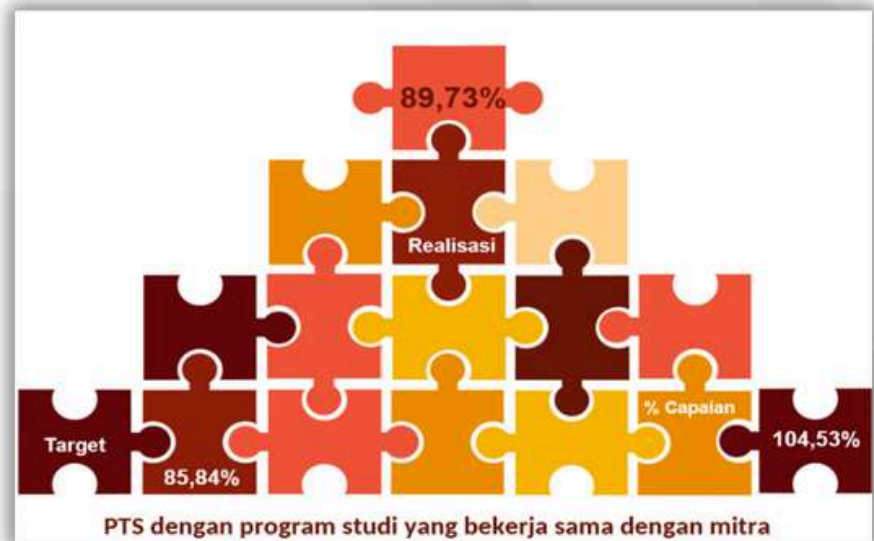 89,73%
Realisasi
% Capaian
Target
104,53%
85,84%
PTS dengan program studi yang bekerja sama dengan mitra